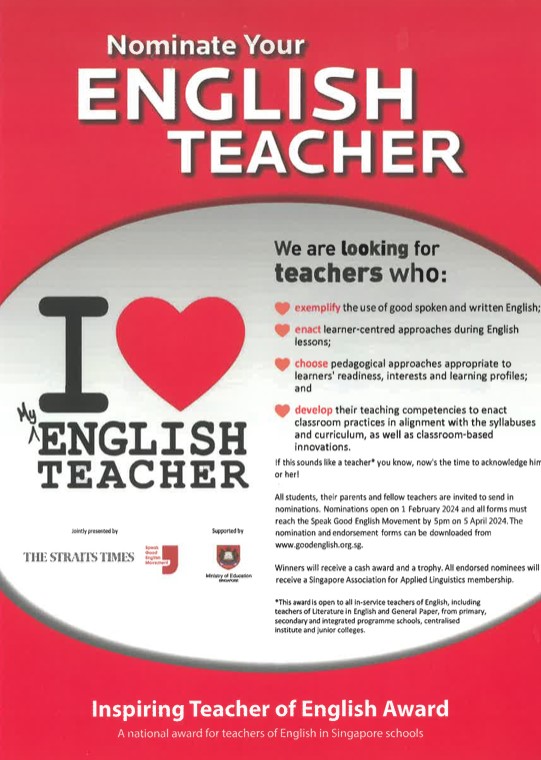 Nominate Your
ENGLISH
TEACHER
We are looking for
teachers who:
exemplify the use of good spoken and written English;
enact learner-centred approaches during English
lessons;
choose pedagogical approaches appropriate to
learners' readiness, interests and learning profiles;
and
develop their teaching competencies to enact
classroom practices in alignment with the syllabuses
and curriculum, as well as classroom-based
innovations.
I
My
ENGLISH
TEACHER
If this sounds like a teacher* you know, now's the time to acknowledge him
or her!
All students, their parents and fellow teachers are invited to send in
nominations. Nominations open on 1 February 2024 and all forms must
reach the Speak Good English Movement by 5pm on 5 April 2024. The
nomination and endorsement forms can be downloaded from
www.goodenglish.org.sg.
Jointly presented by
THE STRAITS TIMES
Speak
Good
English
Movement
Supported by
Ministry of Education
SINGAPORE
Winners will receive a cash award and a trophy. All endorsed nominees will
receive a Singapore Association for Applied Linguistics membership.
*This award is open to all in-service teachers of English, including
teachers of Literature in English and General Paper, from primary,
secondary and integrated programme schools, centralised
institute and junior colleges.
Inspiring Teacher of English Award
A national award for teachers of English in Singapore schools